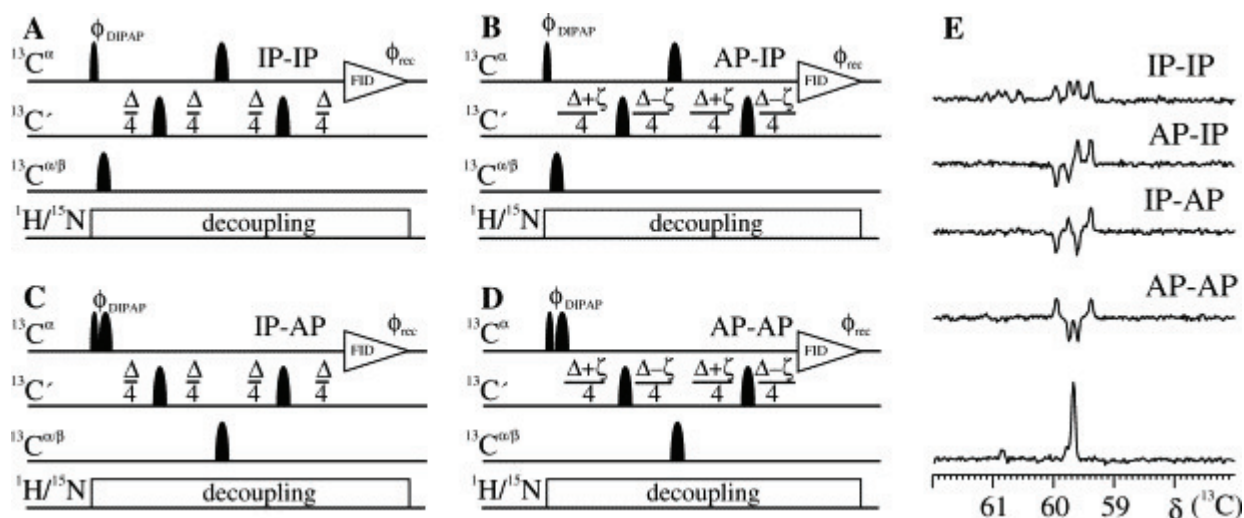 A
ϕDIPAP
IP-IP
ϕrec
13Cα
FID
Δ/4 Δ/4 Δ/4 Δ/4
13C′
13Cα/β
1H/15N
decoupling
B
ϕDIPAP
AP-IP
ϕrec
13Cα
FID
Δ+ζ/4 Δ−ζ/4 Δ+ζ/4 Δ−ζ/4
13C′
13Cα/β
1H/15N
decoupling
C
ϕDIPAP
IP-AP
ϕrec
13Cα
FID
Δ/4 Δ/4 Δ/4 Δ/4
13C′
13Cα/β
1H/15N
decoupling
D
ϕDIPAP
AP-AP
ϕrec
13Cα
FID
Δ+ζ/4 Δ−ζ/4 Δ+ζ/4 Δ−ζ/4
13C′
13Cα/β
1H/15N
decoupling
E
IP-IP
AP-IP
IP-AP
AP-AP
61 60 59 δ (13C)